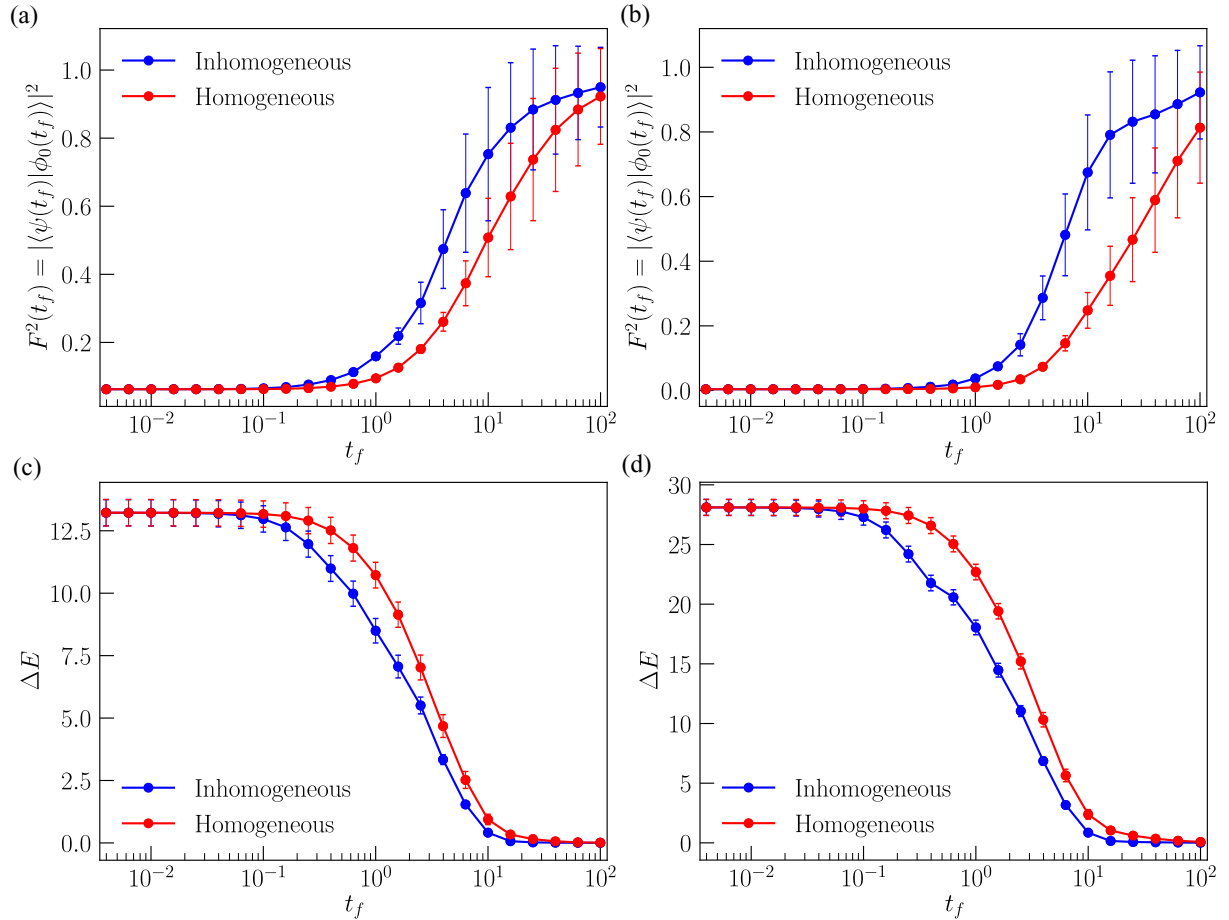 (a)
F²(t_f) = |⟨ψ(t_f)|ϕ₀(t_f)⟩|²
1.0
0.8
0.6
0.4
0.2
Inhomogeneous
Homogeneous
10⁻² 10⁻¹ 10⁰ 10¹ 10²
t_f
(b)
F²(t_f) = |⟨ψ(t_f)|ϕ₀(t_f)⟩|²
1.0
0.8
0.6
0.4
0.2
0.0
Inhomogeneous
Homogeneous
10⁻² 10⁻¹ 10⁰ 10¹ 10²
t_f
(c)
ΔE
12.5
10.0
7.5
5.0
2.5
0.0
Inhomogeneous
Homogeneous
10⁻² 10⁻¹ 10⁰ 10¹ 10²
t_f
(d)
ΔE
30
25
20
15
10
5
0
Inhomogeneous
Homogeneous
10⁻² 10⁻¹ 10⁰ 10¹ 10²
t_f